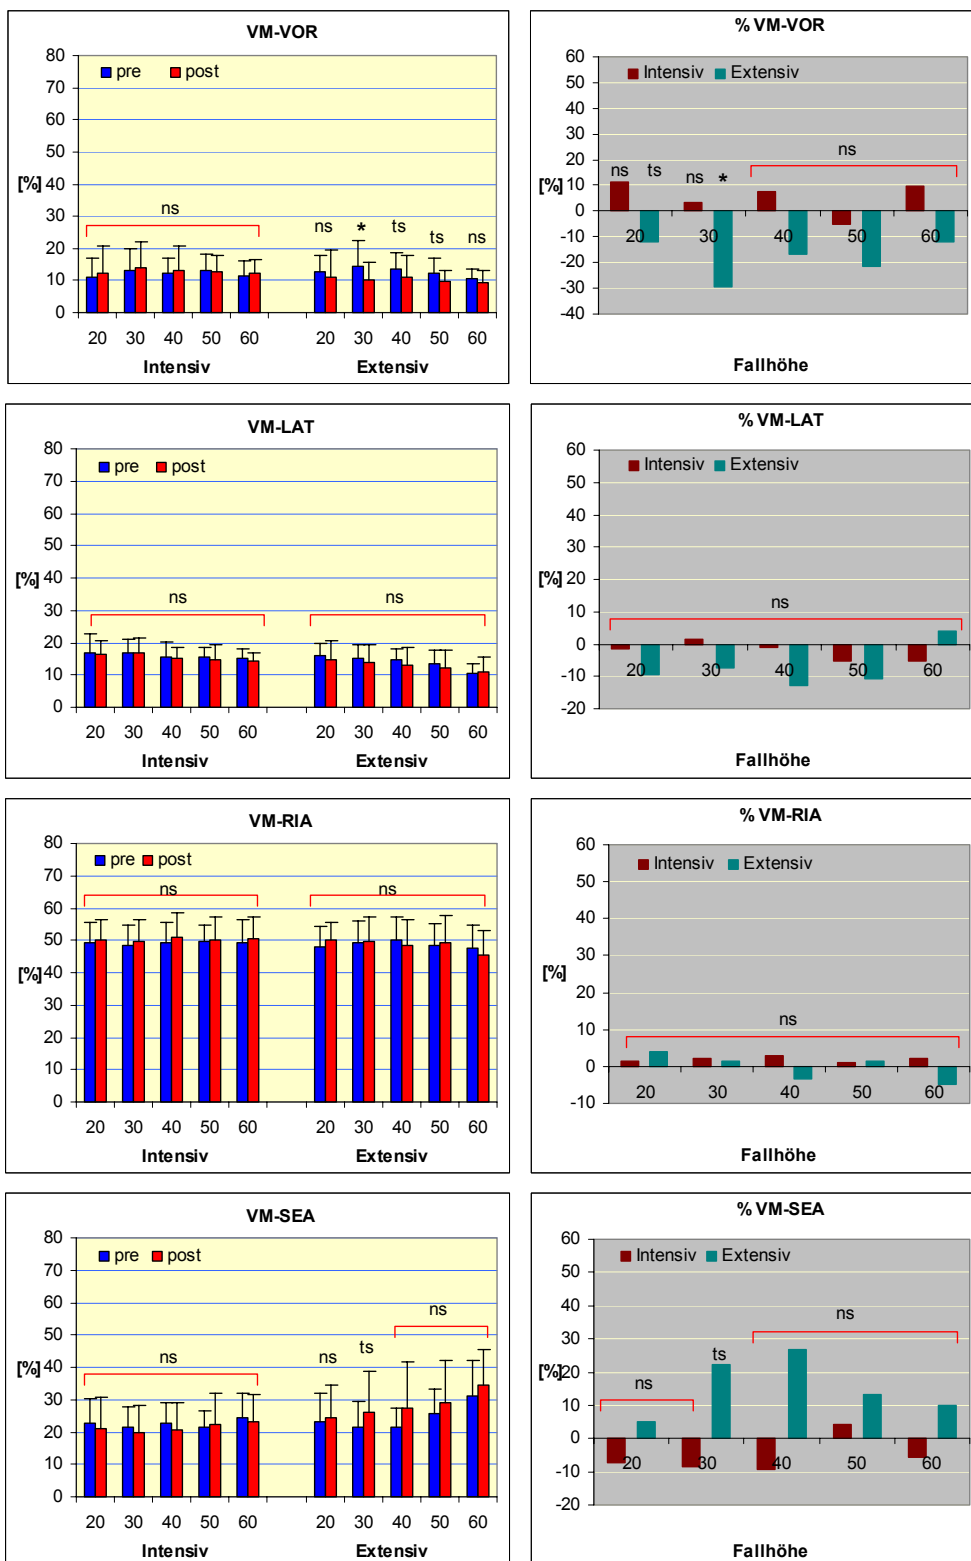 VM-VOR
80
70
60
50
40
30
20
10
0
[%]
pre post
ns
ns * ts ts ns
20 30 40 50 60 20 30 40 50 60
Intensiv Extensiv
% VM-VOR
60
50
40
30
20
10
0
-10
-20
-30
-40
[%]
Intensiv Extensiv
ns ts ns * ns
20 30 40 50 60
Fallhöhe
VM-LAT
80
70
60
50
40
30
20
10
0
[%]
pre post
ns ns
20 30 40 50 60 20 30 40 50 60
Intensiv Extensiv
% VM-LAT
60
50
40
30
20
10
0
-10
-20
[%]
Intensiv Extensiv
ns
20 30 40 50 60
Fallhöhe
VM-RIA
80
70
60
50
40
30
20
10
0
[%]
pre post
ns ns
20 30 40 50 60 20 30 40 50 60
Intensiv Extensiv
% VM-RIA
60
50
40
30
20
10
0
-10
[%]
Intensiv Extensiv
ns
20 30 40 50 60
Fallhöhe
VM-SEA
80
70
60
50
40
30
20
10
0
[%]
pre post
ns ns ts ns
20 30 40 50 60 20 30 40 50 60
Intensiv Extensiv
% VM-SEA
60
50
40
30
20
10
0
-10
-20
[%]
Intensiv Extensiv
ns ts ns
20 30 40 50 60
Fallhöhe